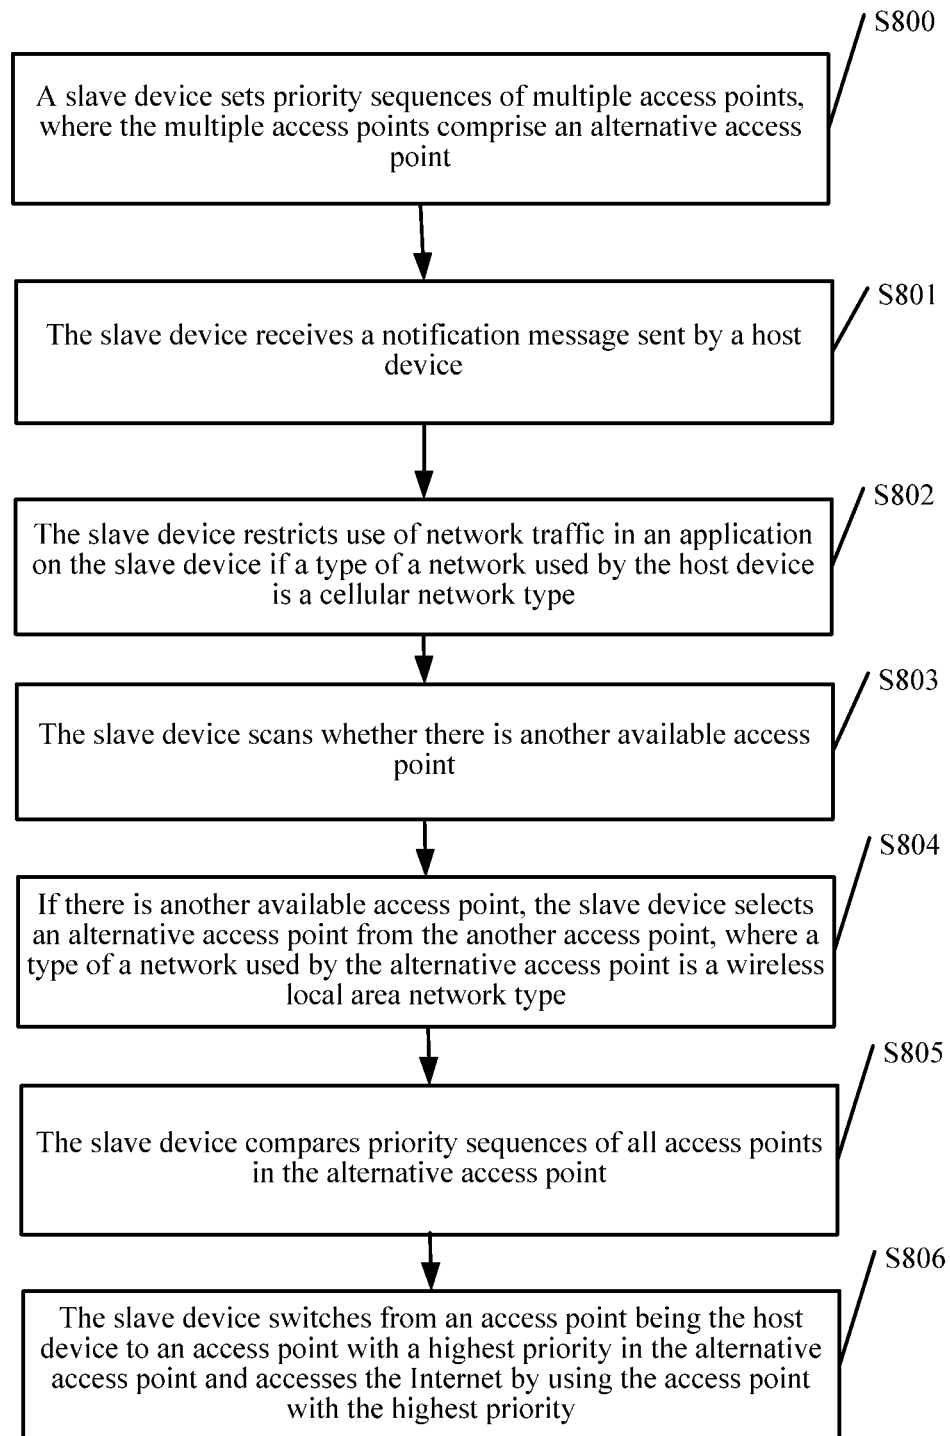 S800
A slave device sets priority sequences of multiple access points,
where the multiple access points comprise an alternative access
point
S801
The slave device receives a notification message sent by a host
device
S802
The slave device restricts use of network traffic in an application
on the slave device if a type of a network used by the host device
is a cellular network type
S803
The slave device scans whether there is another available access
point
S804
If there is another available access point, the slave device selects
an alternative access point from the another access point, where a
type of a network used by the alternative access point is a wireless
local area network type
S805
The slave device compares priority sequences of all access points
in the alternative access point
S806
The slave device switches from an access point being the host
device to an access point with a highest priority in the alternative
access point and accesses the Internet by using the access point
with the highest priority